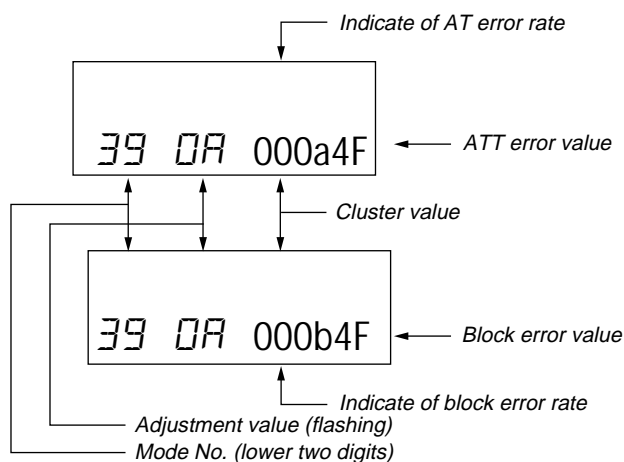 Indicate of AT error rate
39 0A 000a4F
ATT error value
Cluster value
39 0A 000b4F
Block error value
Indicate of block error rate
Adjustment value (flashing)
Mode No. (lower two digits)